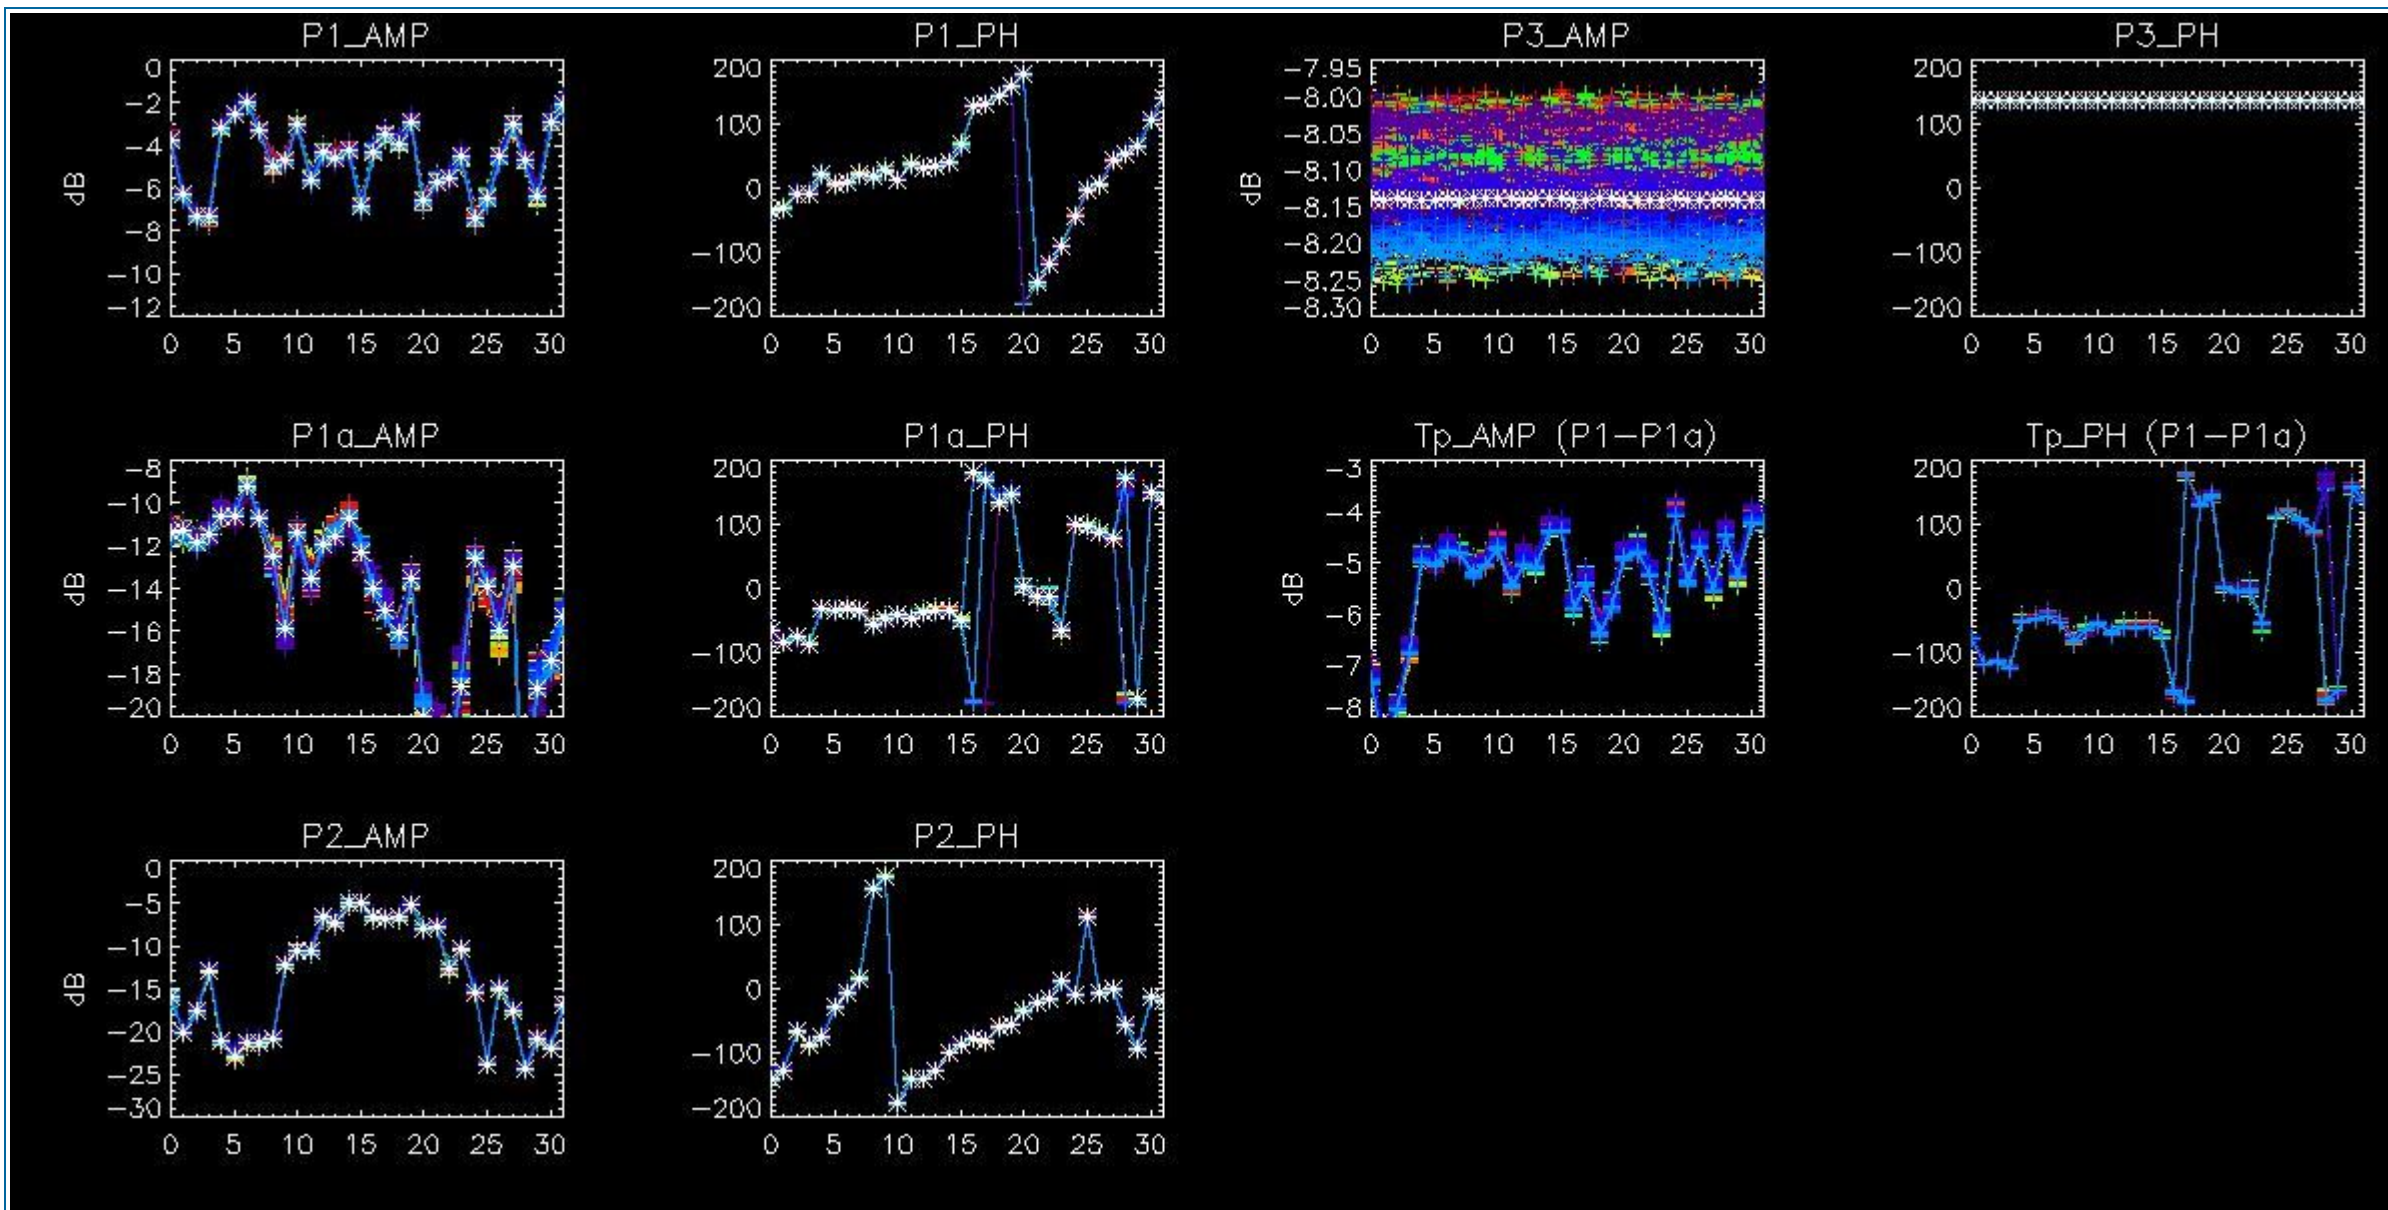 P1_AMP
P1_PH
P3_AMP
P3_PH
0
−2
−4
−6
−8
−10
−12
dB
0 5 10 15 20 25 30
200
100
0
−100
−200
0 5 10 15 20 25 30
−7.95
−8.00
−8.05
−8.10
−8.15
−8.20
−8.25
−8.30
dB
0 5 10 15 20 25 30
200
100
0
−100
−200
0 5 10 15 20 25 30
P1a_AMP
P1a_PH
Tp_AMP (P1−P1a)
Tp_PH (P1−P1a)
−8
−10
−12
−14
−16
−18
−20
dB
0 5 10 15 20 25 30
200
100
0
−100
−200
0 5 10 15 20 25 30
−3
−4
−5
−6
−7
−8
dB
0 5 10 15 20 25 30
200
100
0
−100
−200
0 5 10 15 20 25 30
P2_AMP
P2_PH
0
−5
−10
−15
−20
−25
−30
dB
0 5 10 15 20 25 30
200
100
0
−100
−200
0 5 10 15 20 25 30